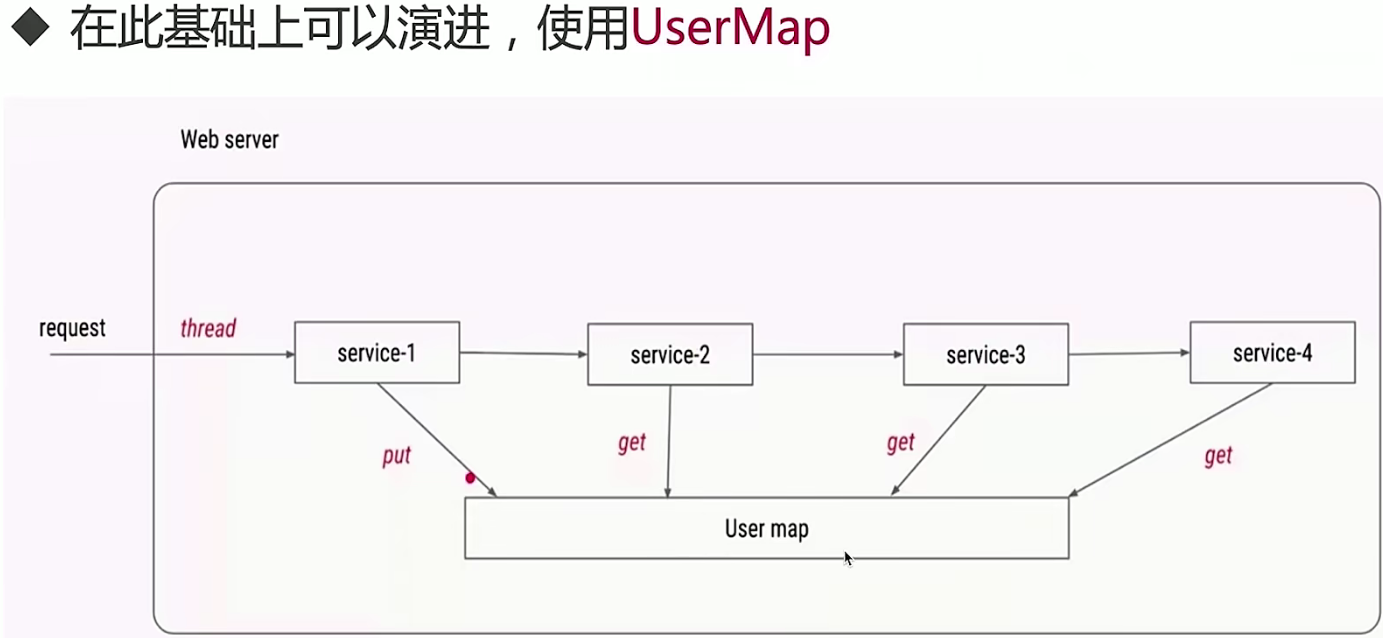 ◆ 在此基础上可以演进，使用UserMap
Web server
request
thread
service-1
service-2
service-3
service-4
put
get
get
get
User map